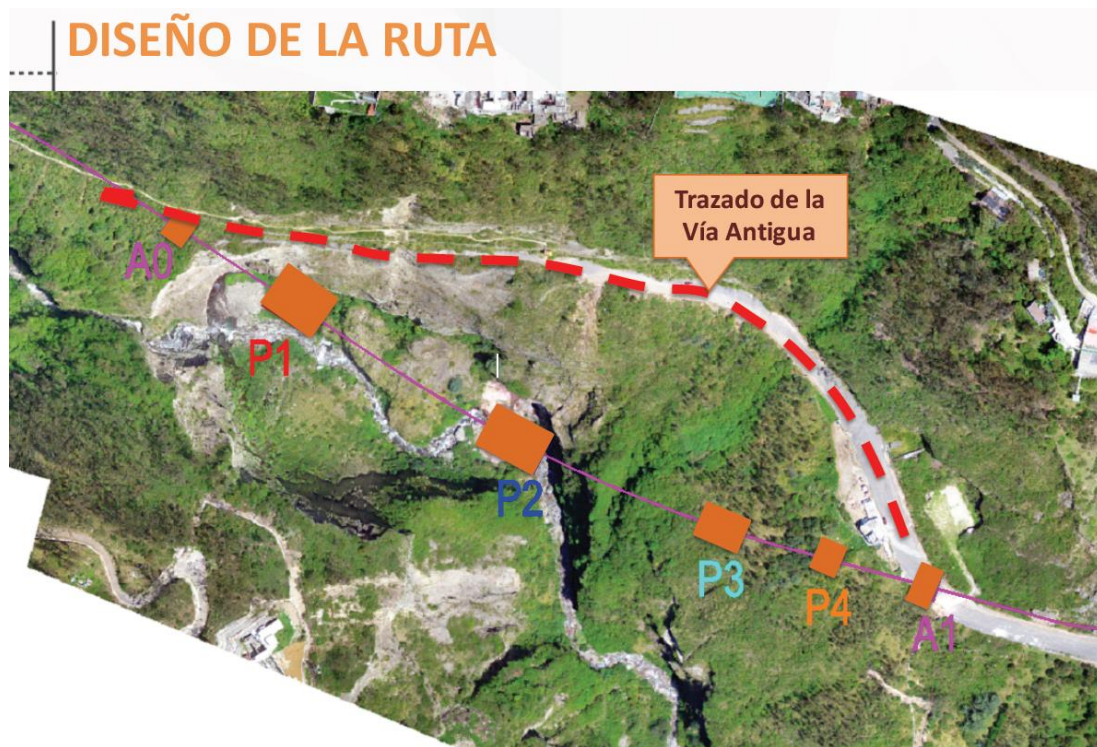 DISEÑO DE LA RUTA
Trazado de la
Vía Antigua
A0
P1
P2
P3
P4
A1